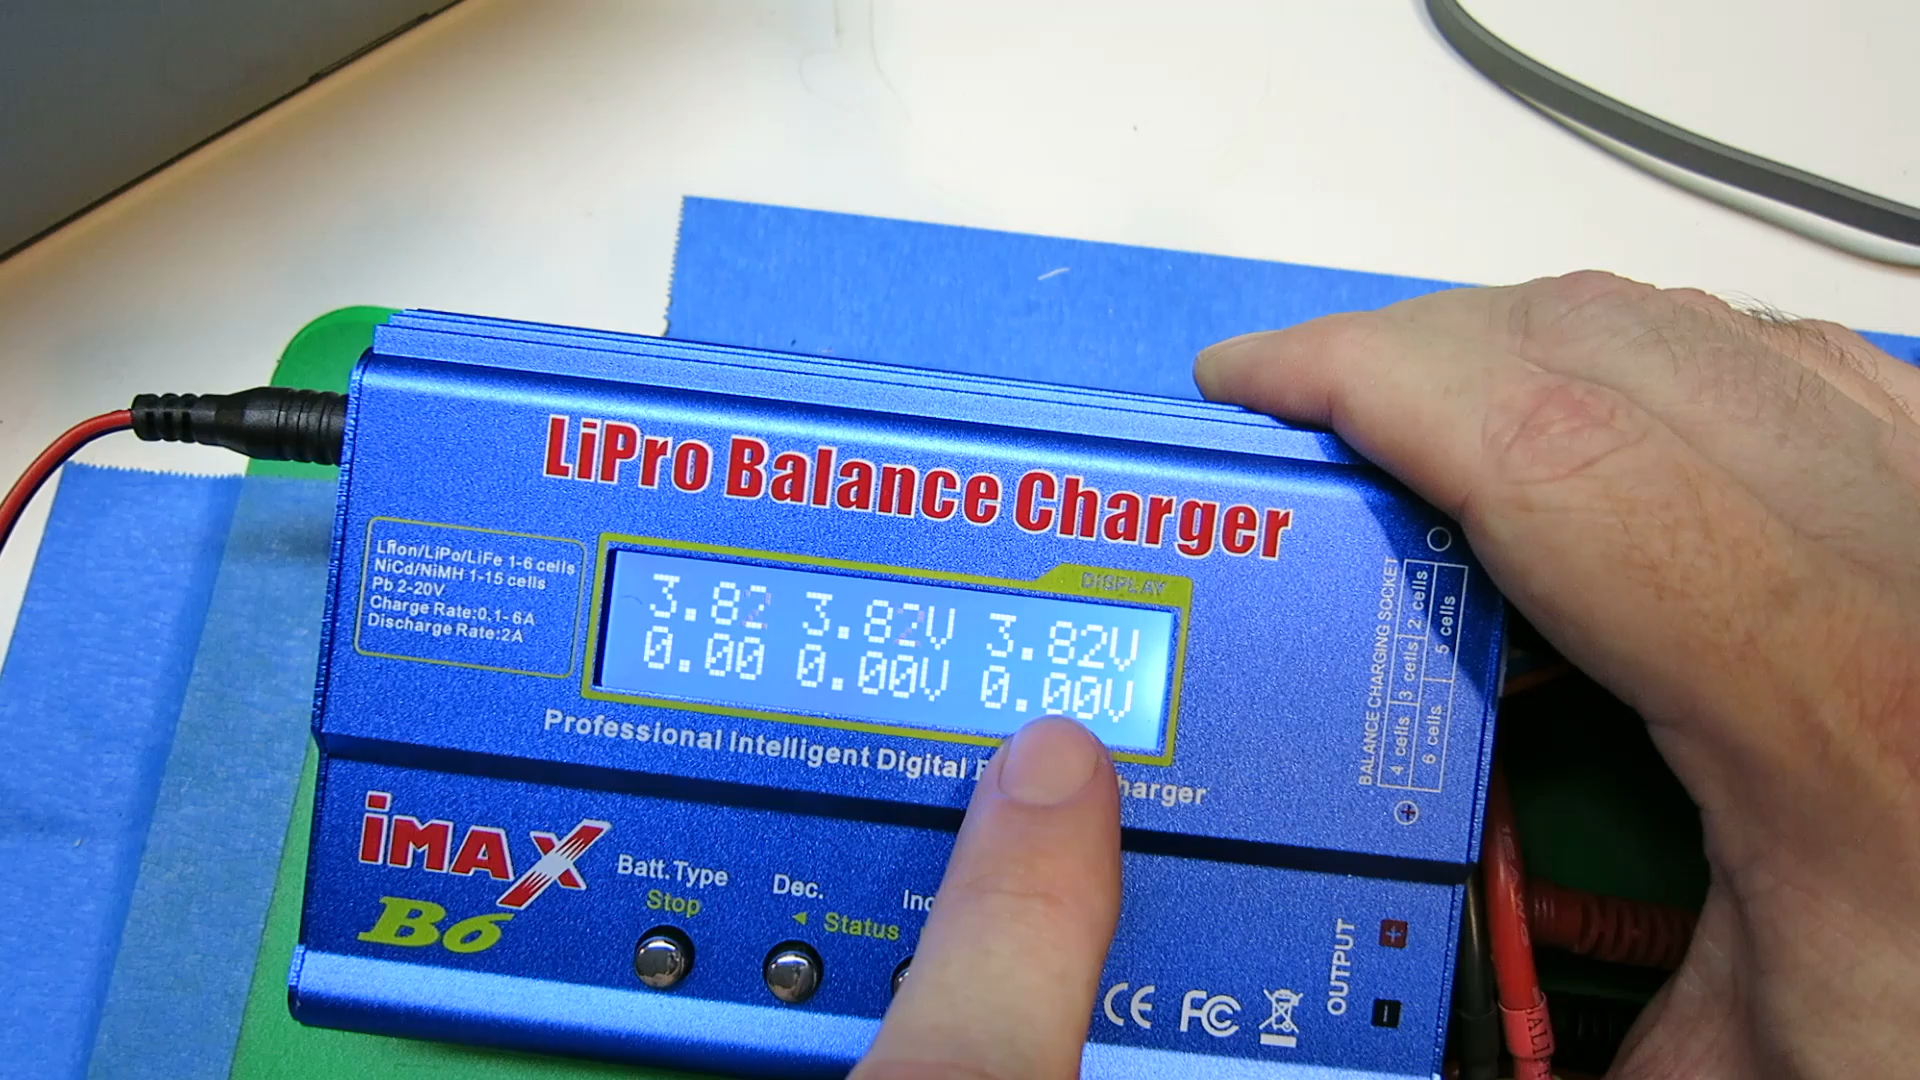 LiPro Balance Charger
LiIon/LiPo/LiFe 1-6 cells
NiCd/NiMH 1-15 cells
Pb 2-20V
Charge Rate:0.1-6A
Discharge Rate:2A
DiSPLAY
3.82 3.82V 3.82V
0.00 0.00V 0.00V
Professional Intelligent Digital
harger
BALANCE CHARGING SOCKET
2 cells
3 cells
4 cells
5 cells
6 cells
iMAX
B6
Batt.Type
Stop
Dec.
◄ Status
Inc
OUTPUT
+
−
CE FC